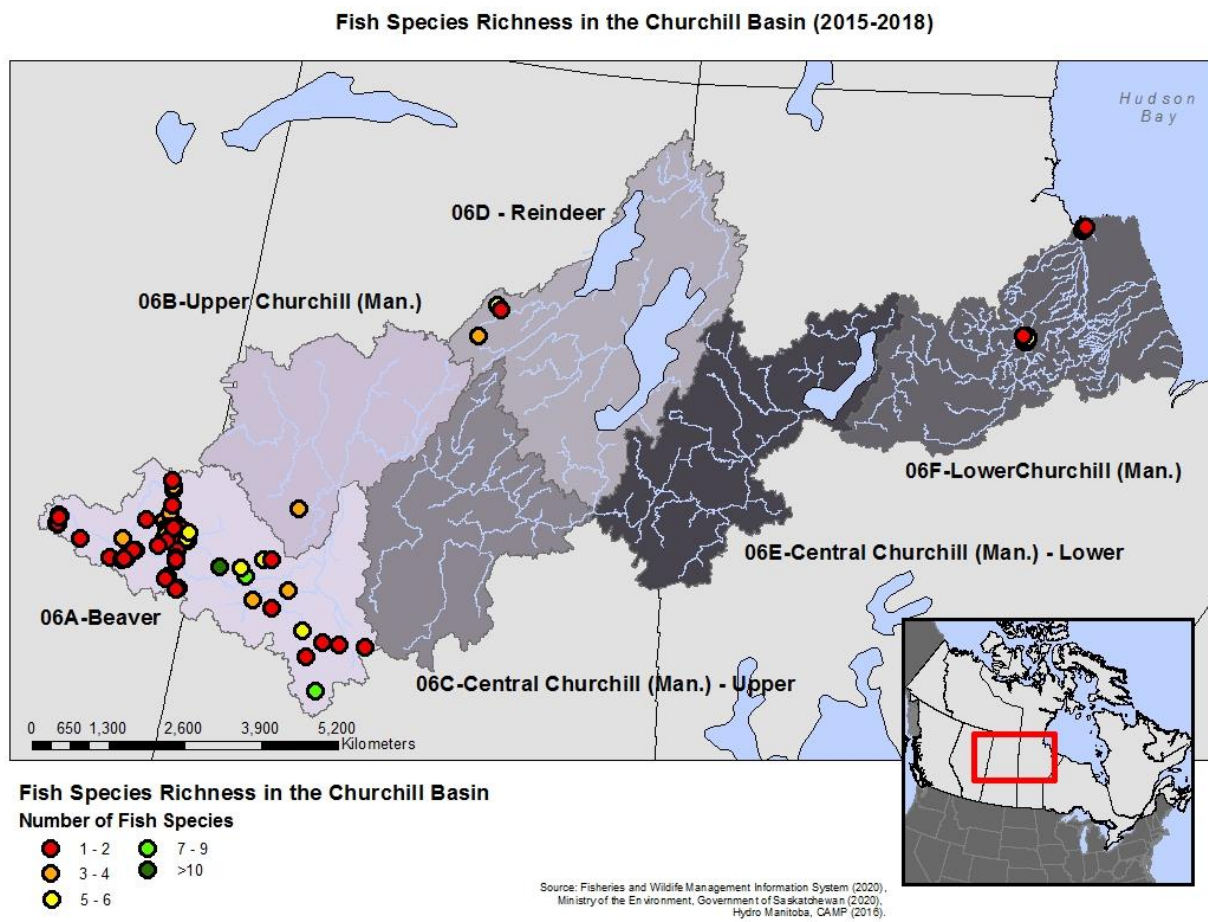 Fish Species Richness in the Churchill Basin (2015-2018)
Hudson
Bay
06D - Reindeer
06B-Upper Churchill (Man.)
06F-LowerChurchill (Man.)
06E-Central Churchill (Man.) - Lower
06A-Beaver
06C-Central Churchill (Man.) - Upper
0 650 1,300 2,600 3,900 5,200
Kilometers
Fish Species Richness in the Churchill Basin
Number of Fish Species
1 - 2 7 - 9
3 - 4 >10
5 - 6
Source: Fisheries and Wildlife Management Information System (2020),
Ministry of the Environment, Government of Saskatchewan (2020),
Hydro Manitoba, CAMP (2016).